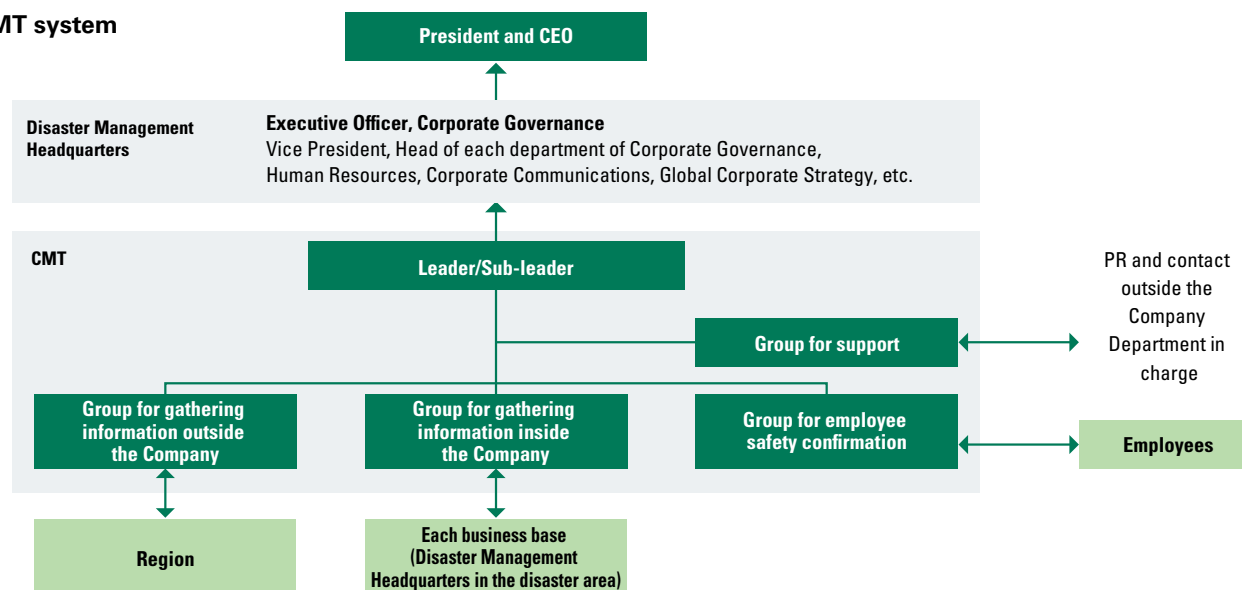 MT system
President and CEO
Disaster Management
Headquarters
Executive Officer, Corporate Governance
Vice President, Head of each department of Corporate Governance,
Human Resources, Corporate Communications, Global Corporate Strategy, etc.
CMT
Leader/Sub-leader
Group for support
PR and contact
outside the
Company
Department in
charge
Group for gathering
information outside
the Company
Group for gathering
information inside
the Company
Group for employee
safety confirmation
Employees
Region
Each business base
(Disaster Management
Headquarters in the disaster area)